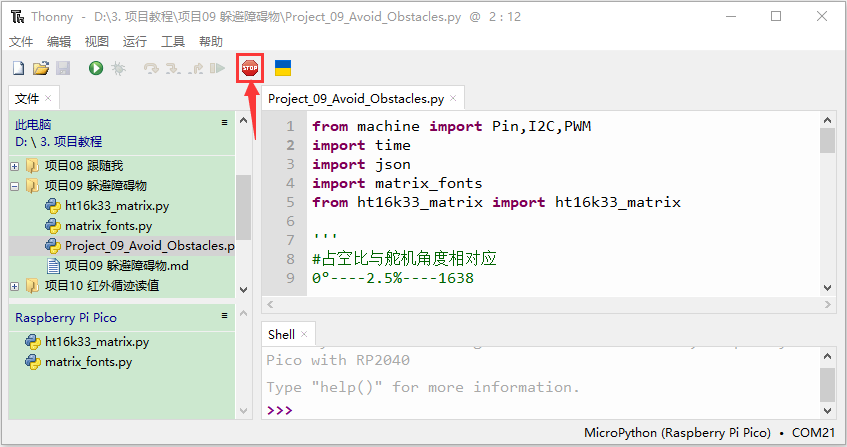 Thonny - D:\3. 项目教程\项目09 躲避障碍物\Project_09_Avoid_Obstacles.py @ 2 : 12
文件 编辑 视图 运行 工具 帮助
STOP
文件 ×
此电脑
D: \ 3. 项目教程
项目08 跟随我
项目09 躲避障碍物
ht16k33_matrix.py
matrix_fonts.py
Project_09_Avoid_Obstacles.p
项目09 躲避障碍物.md
项目10 红外循迹读值
Raspberry Pi Pico
ht16k33_matrix.py
matrix_fonts.py
Project_09_Avoid_Obstacles.py ×
1 from machine import Pin,I2C,PWM
2 import time
3 import json
4 import matrix_fonts
5 from ht16k33_matrix import ht16k33_matrix
6
7 '''
8 #占空比与舵机角度相对应
9 0°----2.5%----1638
Shell ×
Pico with RP2040
Type "help()" for more information.
>>>
MicroPython (Raspberry Pi Pico) • COM21